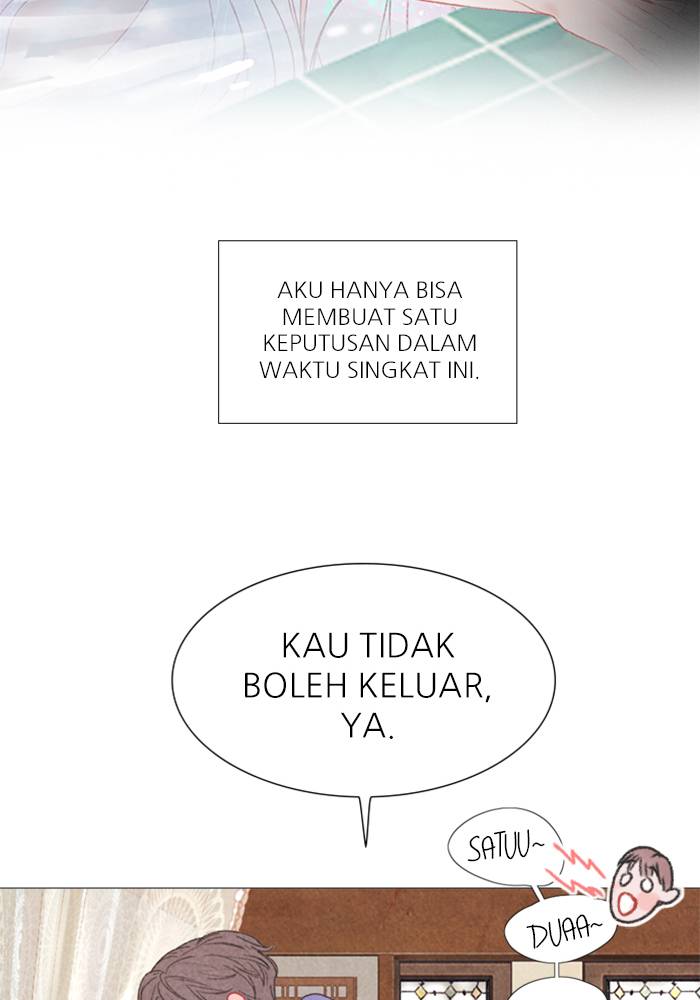 AKU HANYA BISA
MEMBUAT SATU
KEPUTUSAN DALAM
WAKTU SINGKAT INI.
KAU TIDAK
BOLEH KELUAR,
YA.
SATUU~
DUAA~